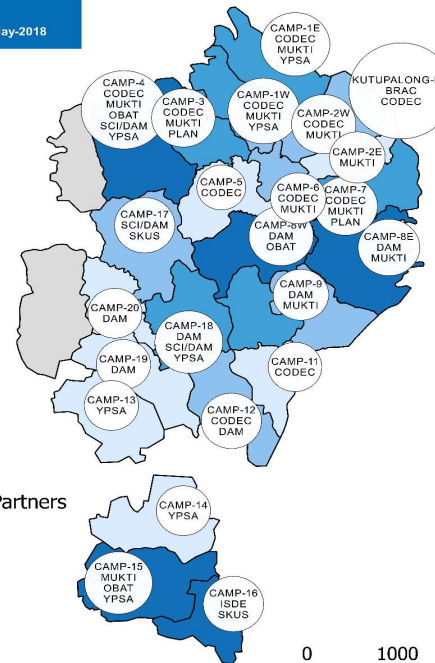 ay-2018
CAMP-1E
CODEC
MUKTI
YPSA
CAMP-4
CODEC
MUKTI
OBAT
SCI/DAM
YPSA
CAMP-3
CODEC
MUKTI
PLAN
CAMP-1W
CODEC
MUKTI
YPSA
KUTUPALONG-
BRAC
CODEC
CAMP-2W
CODEC
MUKTI
CAMP-2E
MUKTI
CAMP-5
CODEC
CAMP-6
CODEC
MUKTI
CAMP-7
CODEC
MUKTI
PLAN
CAMP-17
SCI/DAM
SKUS
CAMP-8W
DAM
OBAT
CAMP-8E
DAM
MUKTI
CAMP-9
DAM
MUKTI
CAMP-20
DAM
CAMP-18
DAM
SCI/DAM
YPSA
CAMP-19
DAM
CAMP-11
CODEC
CAMP-13
YPSA
CAMP-12
CODEC
DAM
Partners
CAMP-14
YPSA
CAMP-15
MUKTI
OBAT
YPSA
CAMP-16
ISDE
SKUS
0 1000